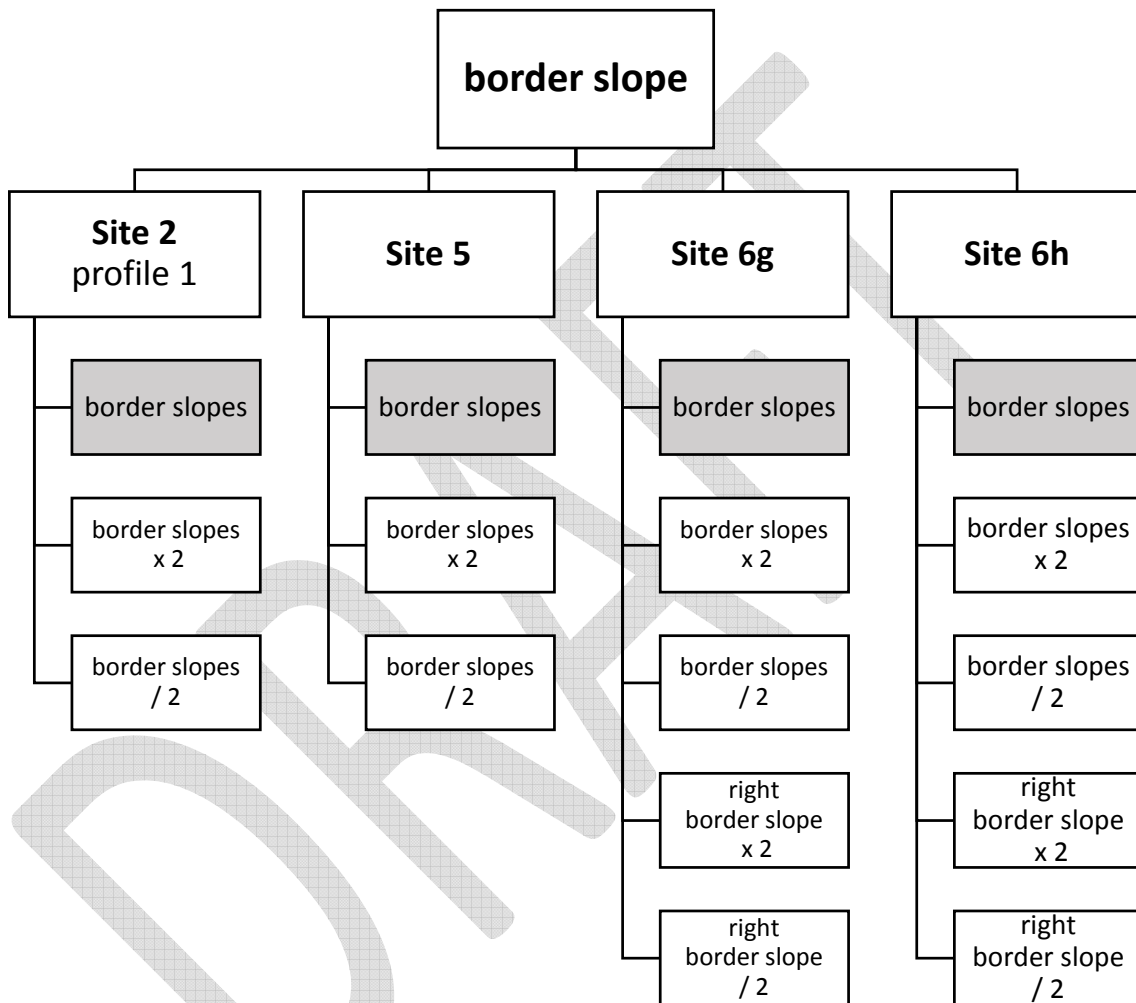 border slope
Site 2
profile 1
border slopes
border slopes
x 2
border slopes
/ 2
Site 5
border slopes
border slopes
x 2
border slopes
/ 2
Site 6g
border slopes
border slopes
x 2
border slopes
/ 2
right
border slope
x 2
right
border slope
/ 2
Site 6h
border slopes
border slopes
x 2
border slopes
/ 2
right
border slope
x 2
right
border slope
/ 2
DRAFT